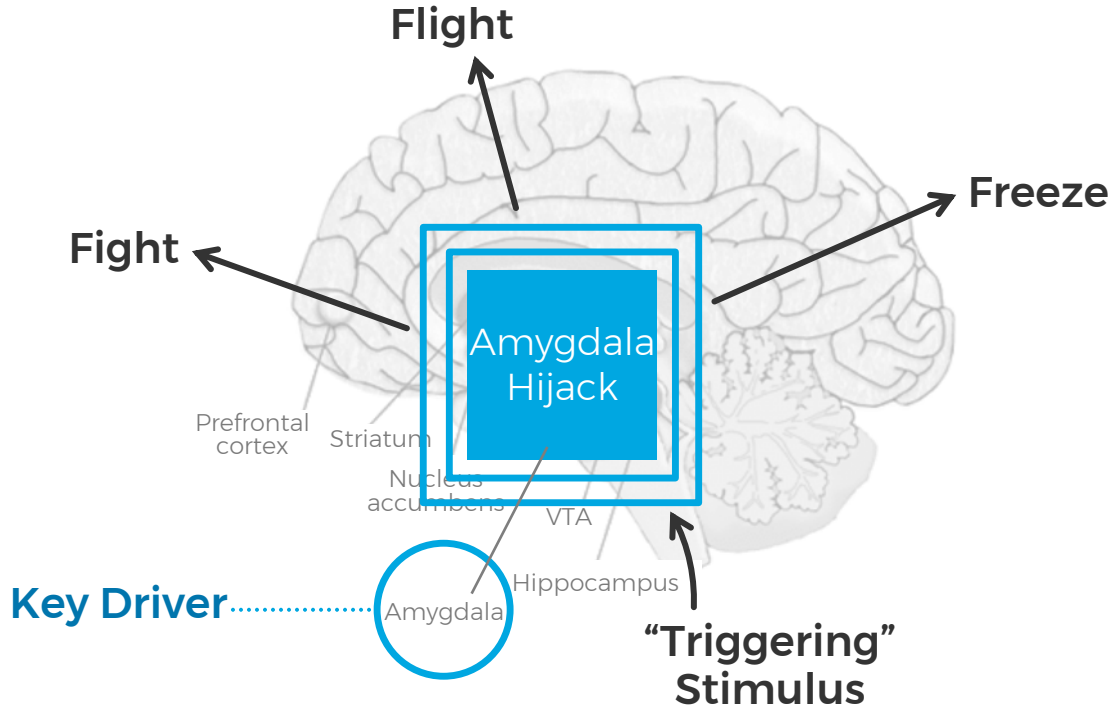 Flight
Freeze
Fight
Amygdala
Hijack
Prefrontal
cortex
Striatum
Nucleus
accumbens
VTA
Hippocampus
Key Driver
Amygdala
“Triggering”
Stimulus